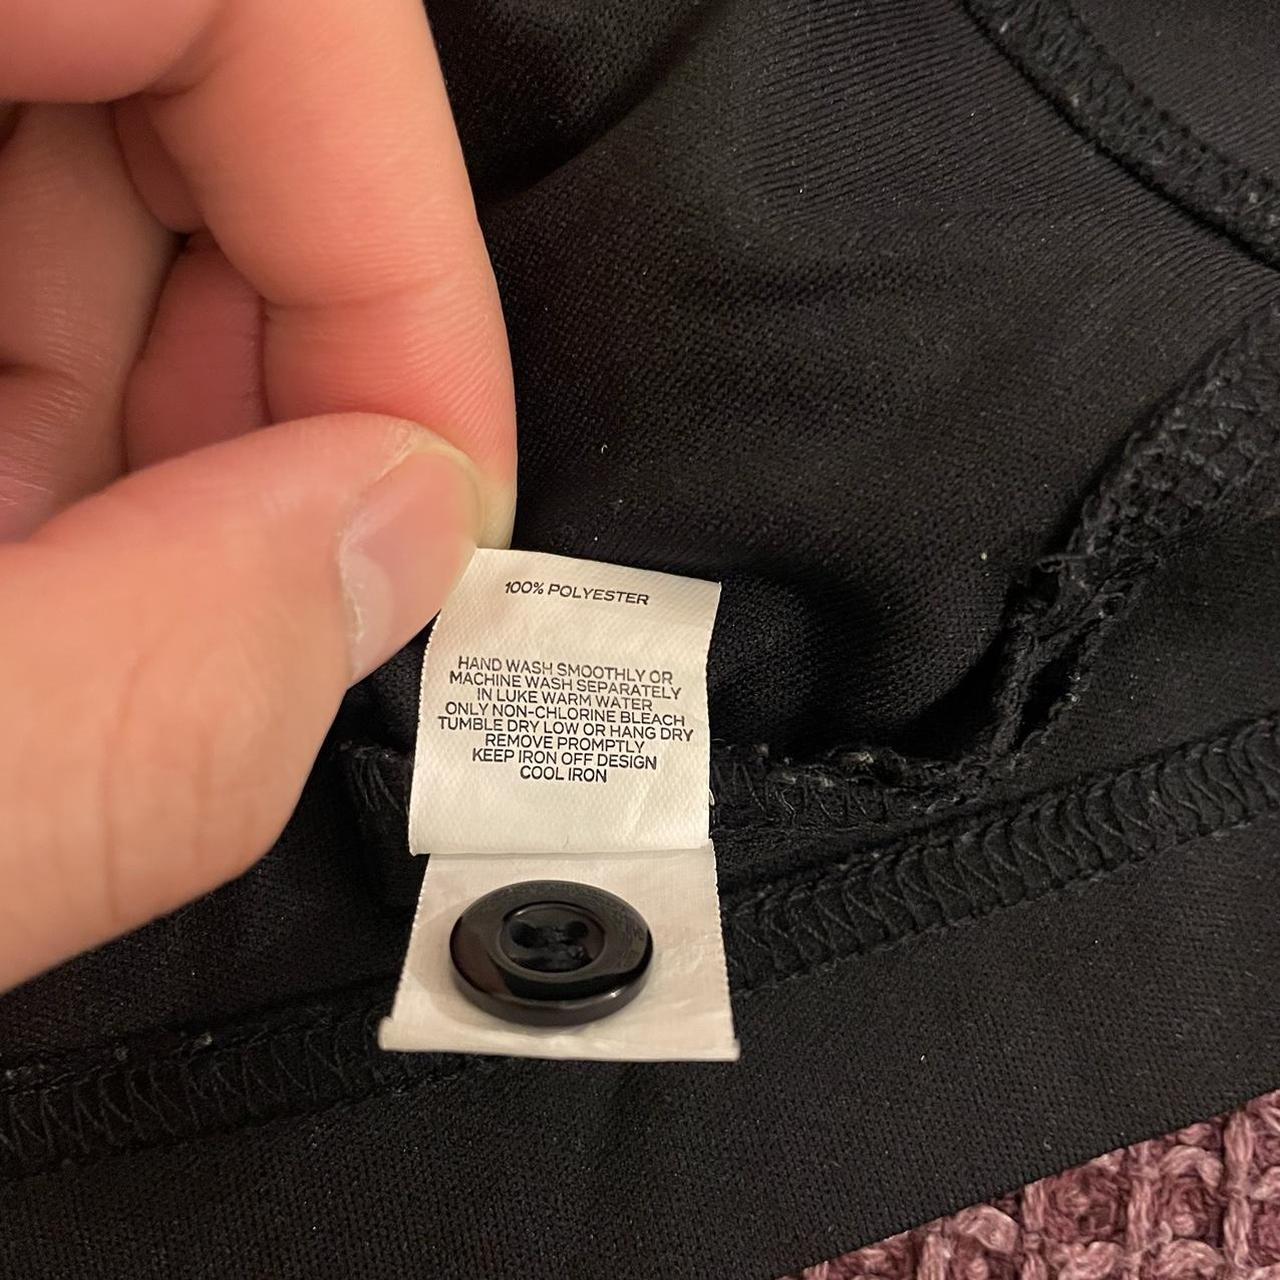 100% POLYESTER
HAND WASH SMOOTHLY OR
MACHINE WASH SEPARATELY
IN LUKE WARM WATER
ONLY NON-CHLORINE BLEACH
TUMBLE DRY LOW OR HANG DRY
REMOVE PROMPTLY
KEEP IRON OFF DESIGN
COOL IRON